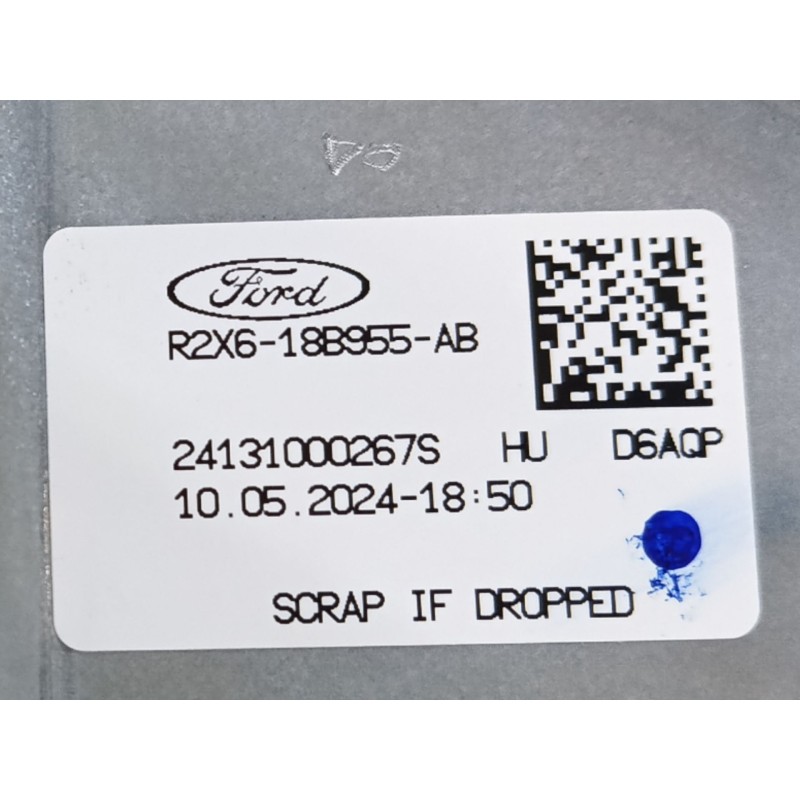 Ford
R2X6-18B955-AB
24131000267S HU D6AQP
10.05.2024-18:50
SCRAP IF DROPPED